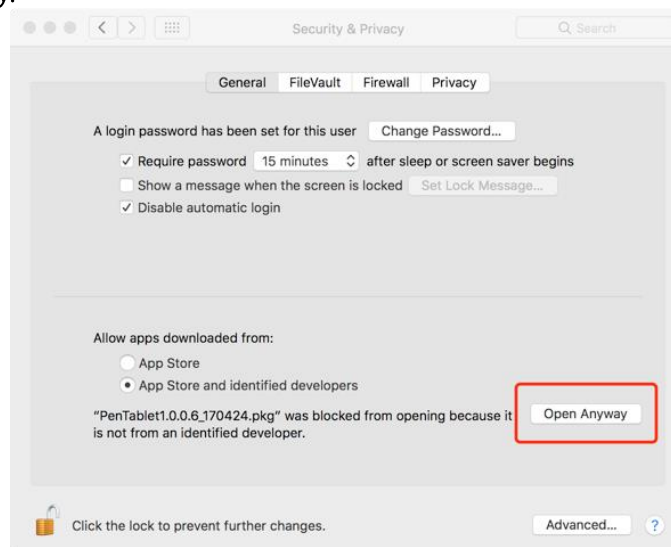 y.
Security & Privacy
Search
General FileVault Firewall Privacy
A login password has been set for this user Change Password...
Require password 15 minutes after sleep or screen saver begins
Show a message when the screen is locked Set Lock Message...
Disable automatic login
Allow apps downloaded from:
App Store
App Store and identified developers
“PenTablet1.0.0.6_170424.pkg” was blocked from opening because it Open Anyway
is not from an identified developer.
Click the lock to prevent further changes. Advanced... ?